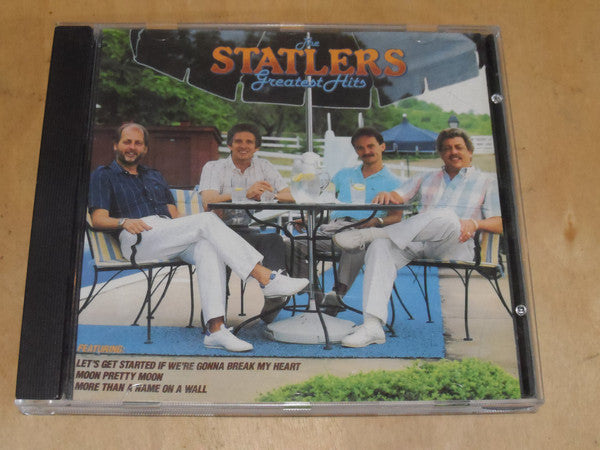 The
STATLERS
Greatest Hits
FEATURING:
LET'S GET STARTED IF WE'RE GONNA BREAK MY HEART
MOON PRETTY MOON
MORE THAN A NAME ON A WALL